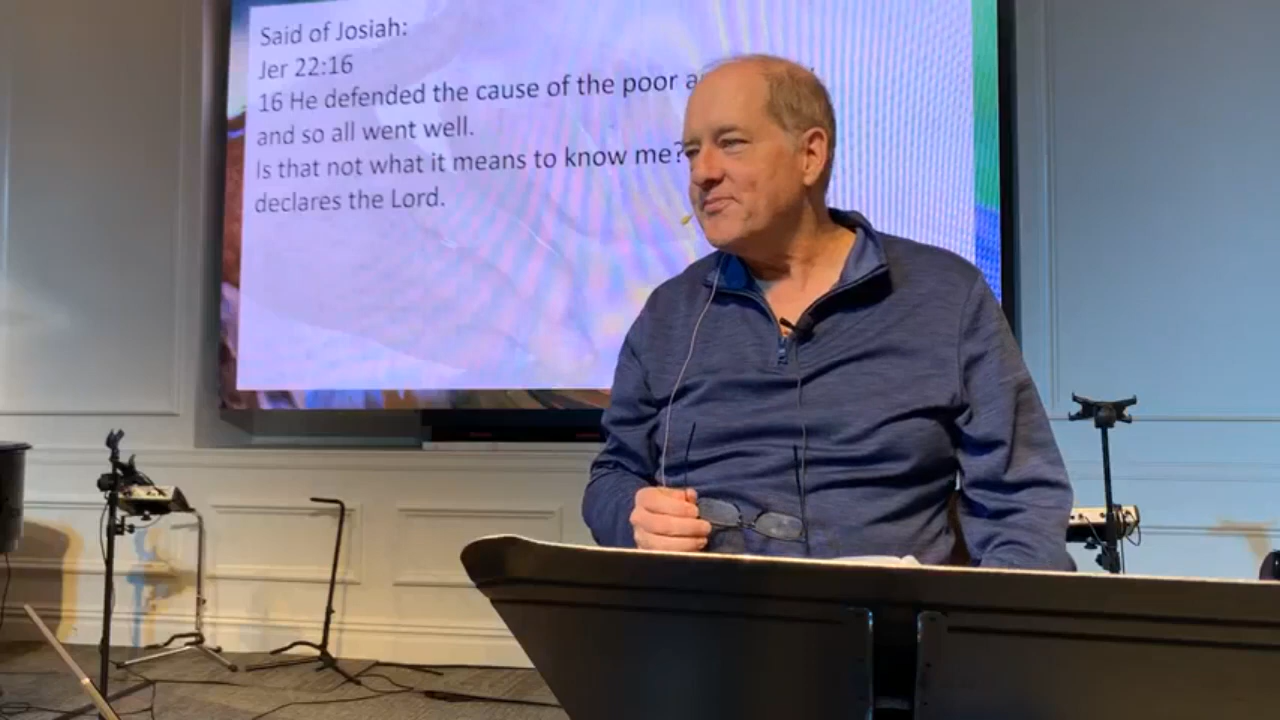 Said of Josiah:
Jer 22:16
16 He defended the cause of the poor
and so all went well.
Is that not what it means to know me?
declares the Lord.